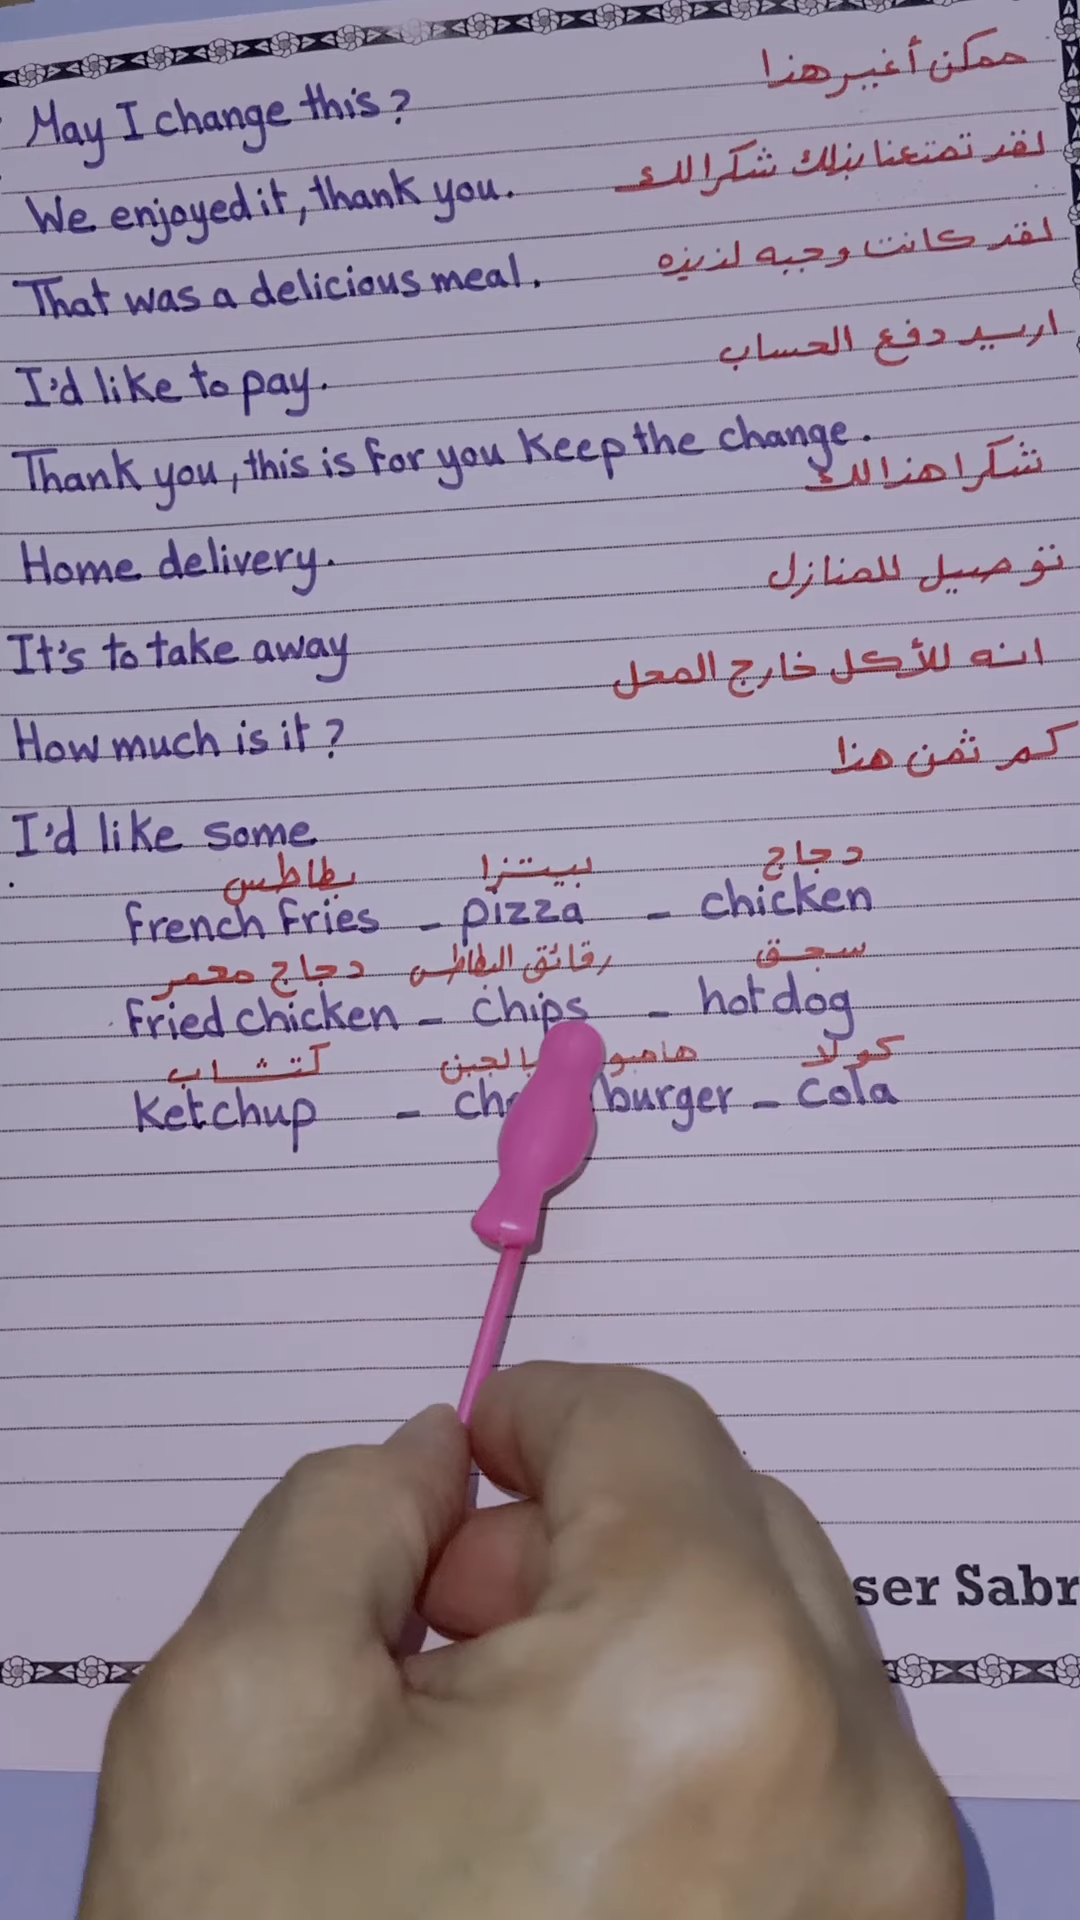 May I change this? ممكن أغير هذا
We enjoyed it, thank you. لقد تمتعنا بذلك شكرا لك
That was a delicious meal. لقد كانت وجبه لذيذه
I'd like to pay. اريد دفع الحساب
Thank you, this is for you keep the change.
شكرا هذا لك
Home delivery. توصيل للمنازل
It's to take away انه للأكل خارج المحل
How much is it? كم ثمن هذا
I'd like some
بطاطس بيتزا دجاج
french fries - pizza - chicken
دجاج معمر رقائق البطاطس سجق
fried chicken - chips - hot dog
كتشاب بالجبن كولا
Ketchup - burger - cola
ser Sabr